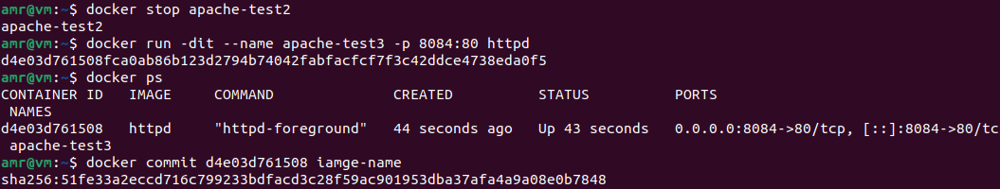 amr@vm:~$ docker stop apache-test2
apache-test2
amr@vm:~$ docker run -dit --name apache-test3 -p 8084:80 httpd
d4e03d761508fca0ab86b123d2794b74042fabfacfcf7f3c42ddce4738eda0f5
amr@vm:~$ docker ps
CONTAINER ID   IMAGE     COMMAND              CREATED          STATUS          PORTS
 NAMES
d4e03d761508   httpd     "httpd-foreground"   44 seconds ago   Up 43 seconds   0.0.0.0:8084->80/tcp, [::]:8084->80/tc
 apache-test3
amr@vm:~$ docker commit d4e03d761508 iamge-name
sha256:51fe33a2eccd716c799233bdfacd3c28f59ac901953dba37afa4a9a08e0b7848